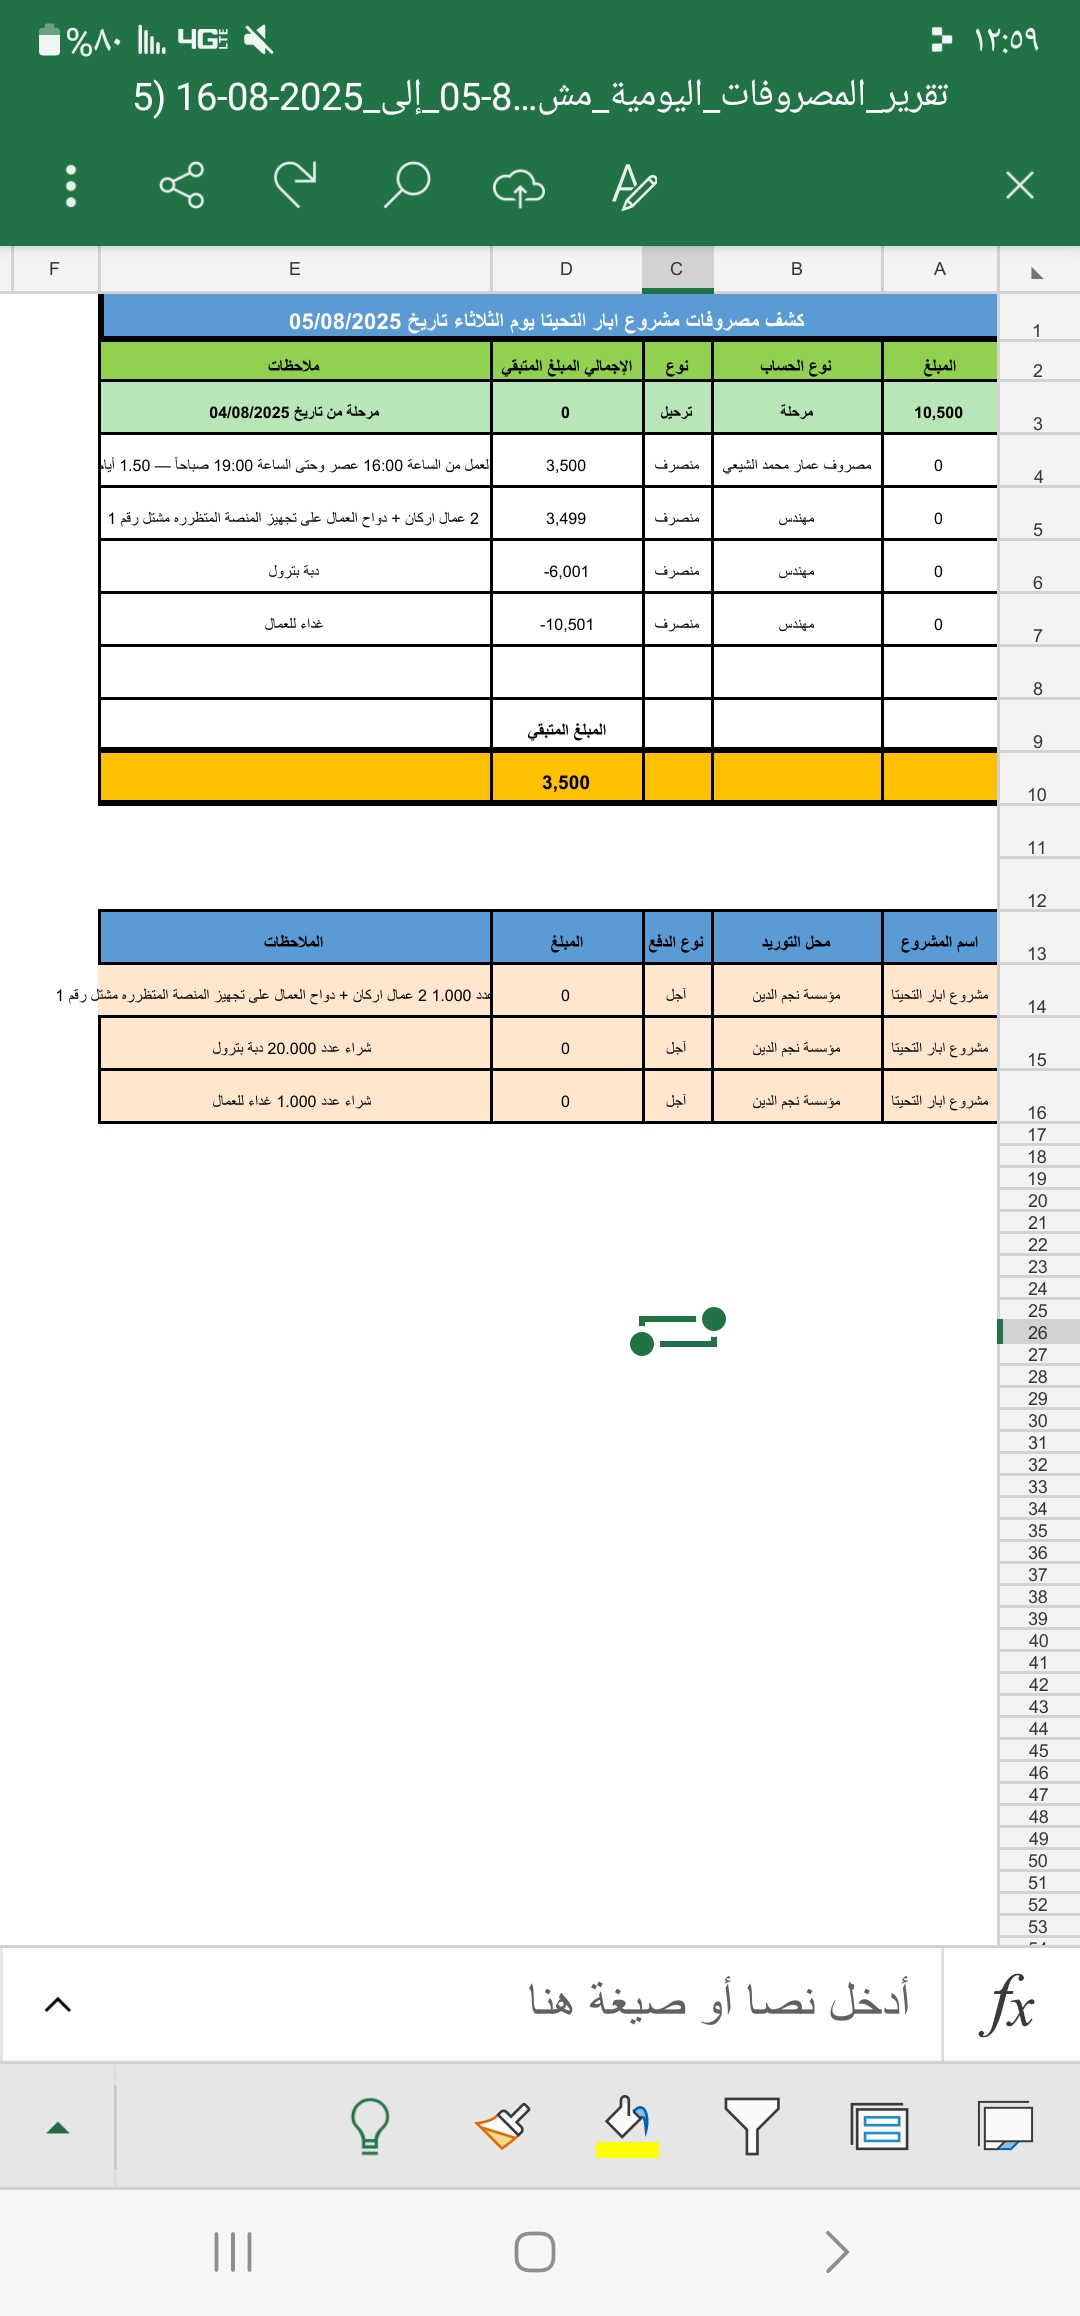 ١٢:٥٩ 4G LTE %٨٠
تقرير_المصروفات_اليومية_مش...8-05_إلى_2025-08-16 (5
A B C D E F
1 كشف مصروفات مشروع ابار التحيتا يوم الثلاثاء تاريخ 05/08/2025
2 المبلغ نوع الحساب نوع الإجمالي المبلغ المتبقي ملاحظات
3 10,500 مرحلة ترحيل 0 مرحلة من تاريخ 04/08/2025
4 0 مصروف عمار محمد الشيعي منصرف 3,500 لعمل من الساعة 16:00 عصر وحتى الساعة 19:00 صباحاً — 1.50 أيا
5 0 مهندس منصرف 3,499 2 عمال اركان + دواح العمال على تجهيز المنصة المتظرره مشتل رقم 1
6 0 مهندس منصرف -6,001 دبة بترول
7 0 مهندس منصرف -10,501 غداء للعمال
8
9 المبلغ المتبقي
10 3,500
11
12
13 اسم المشروع محل التوريد نوع الدفع المبلغ الملاحظات
14 مشروع ابار التحيتا مؤسسة نجم الدين آجل 0 عدد 1.000 2 عمال اركان + دواح العمال على تجهيز المنصة المتظرره مشتل رقم 1
15 مشروع ابار التحيتا مؤسسة نجم الدين آجل 0 شراء عدد 20.000 دبة بترول
16 مشروع ابار التحيتا مؤسسة نجم الدين آجل 0 شراء عدد 1.000 غداء للعمال
17
18
19
20
21
22
23
24
25
26
27
28
29
30
31
32
33
34
35
36
37
38
39
40
41
42
43
44
45
46
47
48
49
50
51
52
53
fx أدخل نصا أو صيغة هنا